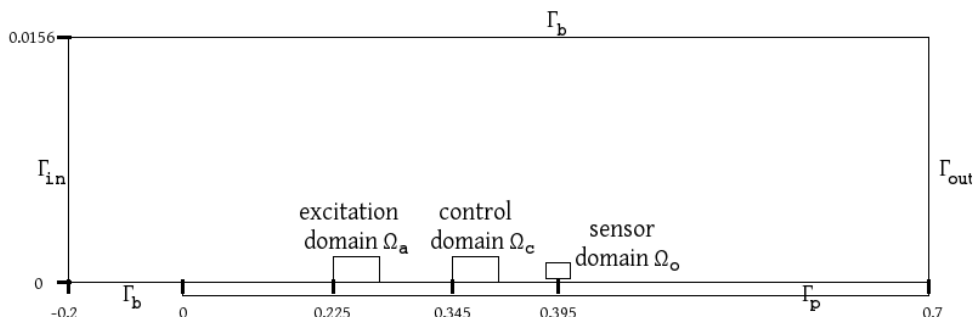 Γb
0.0156
Γin
Γout
excitation
domain Ωa
control
domain Ωc
sensor
domain Ωo
0
Γb
Γp
-0.2
0
0.225
0.345
0.395
0.7